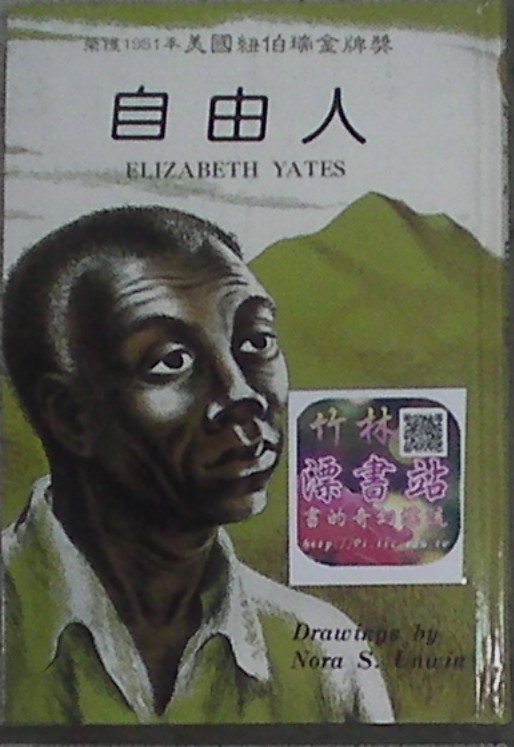 榮獲1951年美國紐伯瑞金牌獎
自由人
ELIZABETH YATES
竹林
漂書站
書的奇幻漂流
Drawings by
Nora S. Unwin